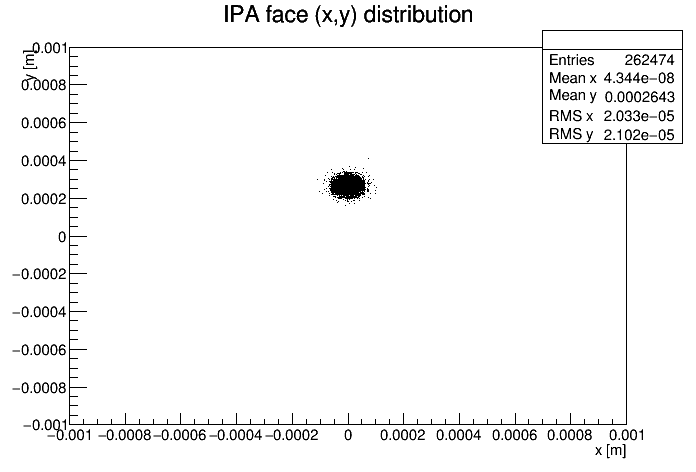 IPA face (x,y) distribution
Entries 262474
Mean x 4.344e−08
Mean y 0.0002643
RMS x 2.033e−05
RMS y 2.102e−05
y [m]
0.001
0.0008
0.0006
0.0004
0.0002
0
−0.0002
−0.0004
−0.0006
−0.0008
−0.001
−0.001 −0.0008 −0.0006 −0.0004 −0.0002 0 0.0002 0.0004 0.0006 0.0008 0.001
x [m]